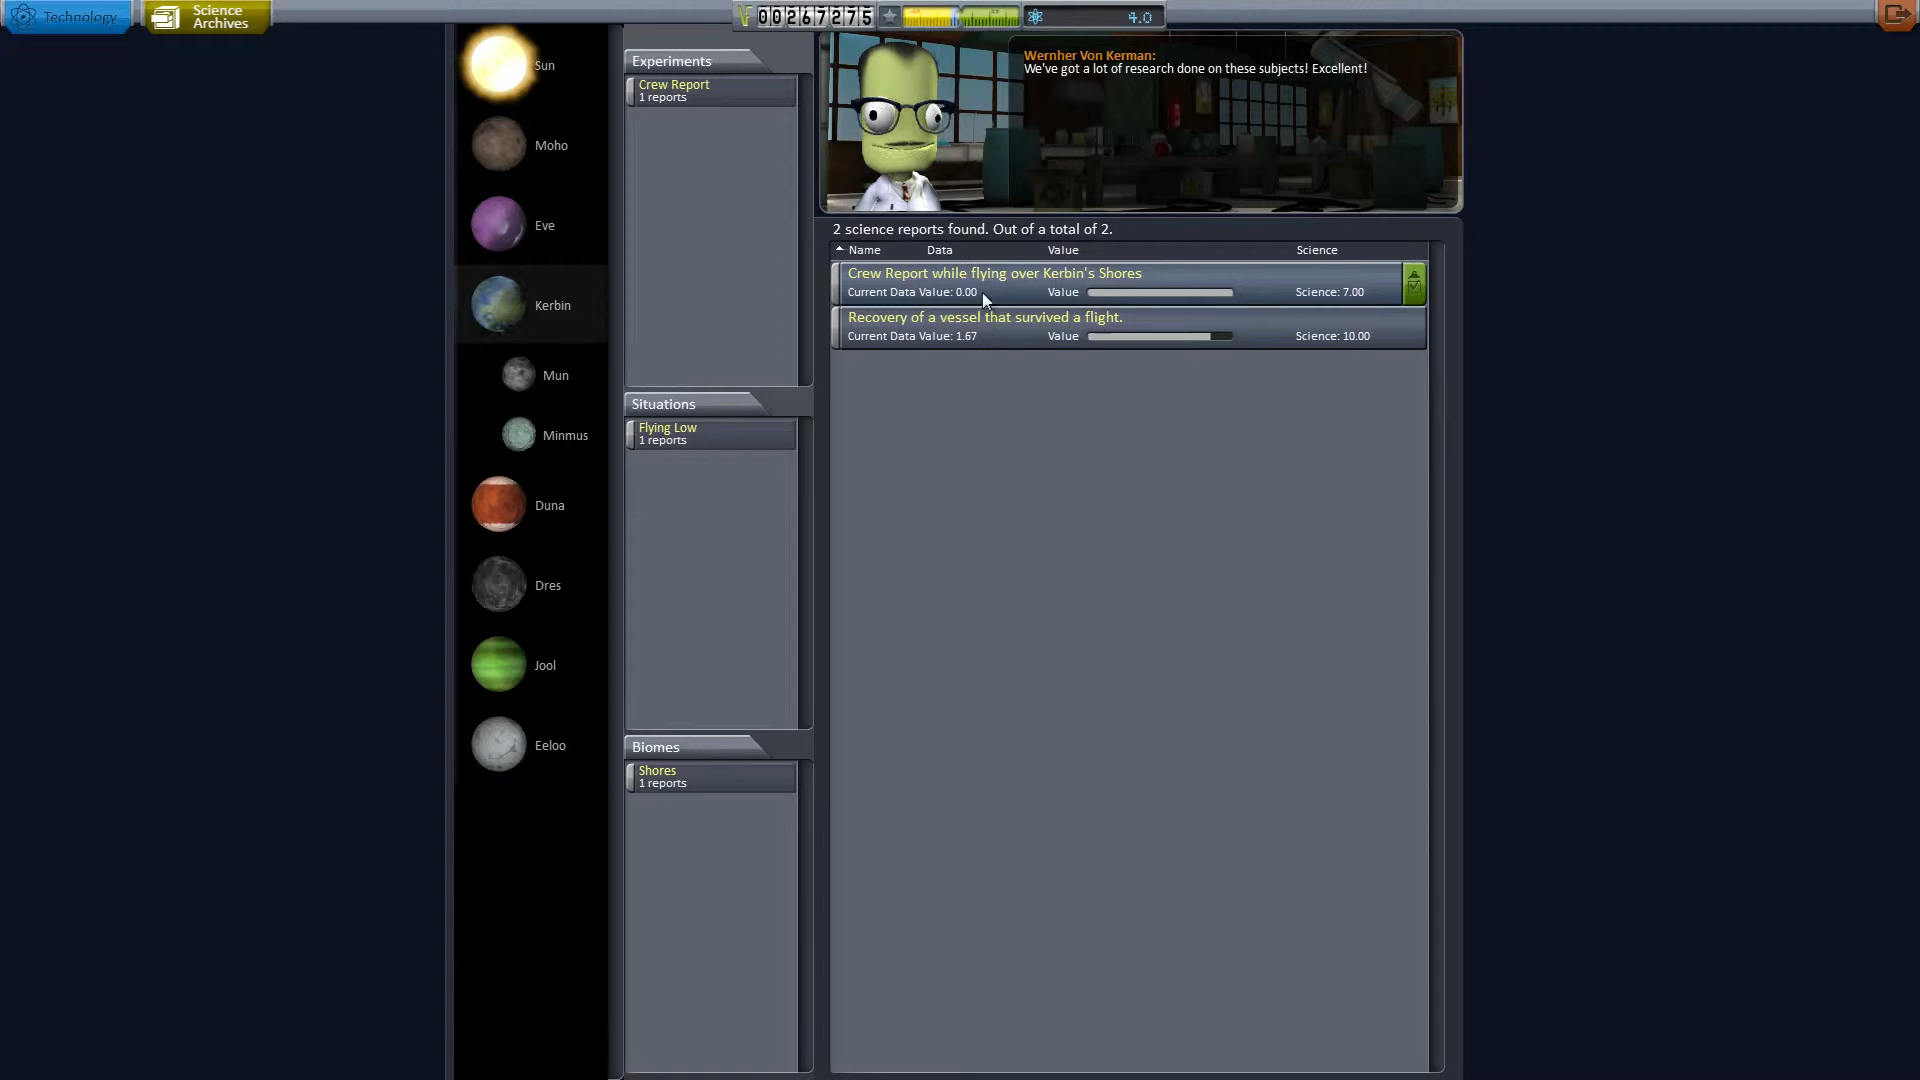 Technology
Science
Archives
00267275
4.0
Sun
Moho
Eve
Kerbin
Mun
Minmus
Duna
Dres
Jool
Eeloo
Experiments
Crew Report
1 reports
Situations
Flying Low
1 reports
Biomes
Shores
1 reports
Wernher Von Kerman:
We've got a lot of research done on these subjects! Excellent!
2 science reports found. Out of a total of 2.
Name Data Value Science
Crew Report while flying over Kerbin's Shores
Current Data Value: 0.00 Value Science: 7.00
Recovery of a vessel that survived a flight.
Current Data Value: 1.67 Value Science: 10.00